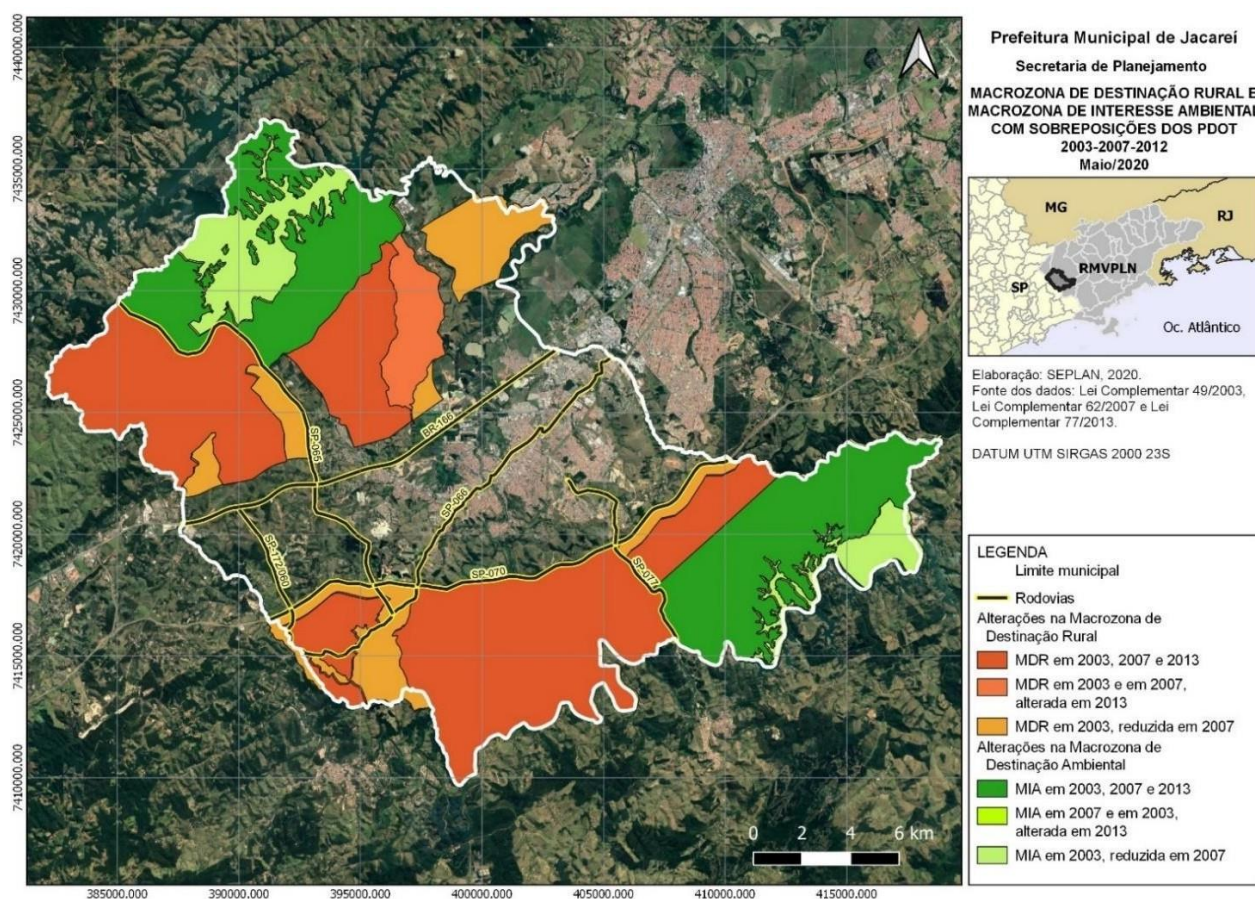 Prefeitura Municipal de Jacareí
Secretaria de Planejamento
MACROZONA DE DESTINAÇÃO RURAL E
MACROZONA DE INTERESSE AMBIENTAL
COM SOBREPOSIÇÕES DOS PDOT
2003-2007-2012
Maio/2020
MG
RJ
RMVPLN
SP
Oc. Atlântico
Elaboração: SEPLAN, 2020.
Fonte dos dados: Lei Complementar 49/2003,
Lei Complementar 62/2007 e Lei
Complementar 77/2013.
DATUM UTM SIRGAS 2000 23S
LEGENDA
Limite municipal
Rodovias
Alterações na Macrozona de
Destinação Rural
MDR em 2003, 2007 e 2013
MDR em 2003 e em 2007,
alterada em 2013
MDR em 2003, reduzida em 2007
Alterações na Macrozona de
Destinação Ambiental
MIA em 2003, 2007 e 2013
MIA em 2007 e em 2003,
alterada em 2013
MIA em 2003, reduzida em 2007
7440000.000
7435000.000
7430000.000
7425000.000
7420000.000
7415000.000
7410000.000
BR-166
SP-065
SP-066
SP-070
SP-077
0 2 4 6 km
385000.000 390000.000 395000.000 400000.000 405000.000 410000.000 415000.000